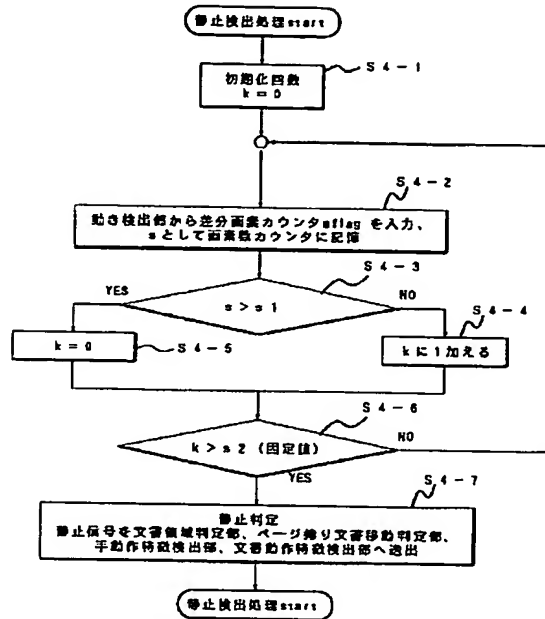 静止検出処理start
S4-1
初期化回数
k=0
S4-2
動き検出部から差分画素カウンタsflagを入力、
sとして画素数カウンタに記憶
S4-3
YES
s>s1
NO
S4-4
k=0
S4-5
kに1加える
S4-6
k>s2(固定値)
NO
YES
S4-7
静止判定
静止信号を文書領域判定部、ページ捲り文書移動判定部、
手動作特徴検出部、文書動作特徴検出部へ送出
静止検出処理start